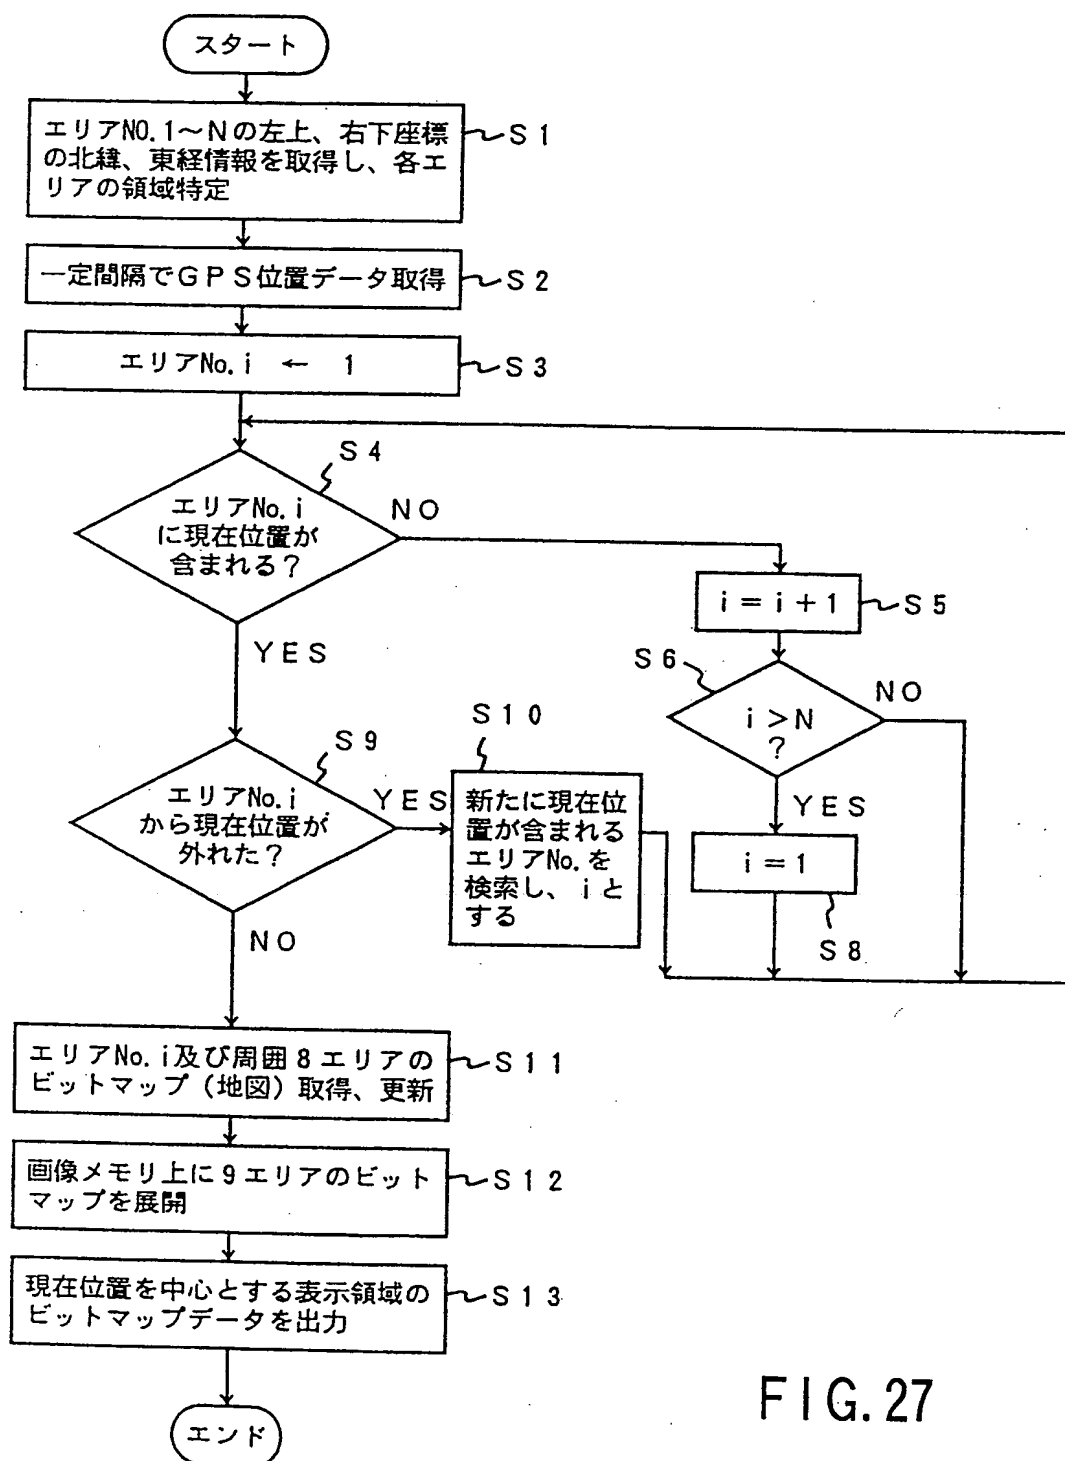 スタート
エリアNO.1～Nの左上、右下座標
の北緯、東経情報を取得し、各エ
リアの領域特定
S1
一定間隔でGPS位置データ取得
S2
エリアNo.i ← 1
S3
S4
エリアNo.i
に現在位置が
含まれる?
NO
YES
i=i+1
S5
S6
i>N
?
NO
YES
i=1
S8
S9
エリアNo.i
から現在位置が
外れた?
YES
NO
S10
新たに現在位
置が含まれる
エリアNo.を
検索し、iと
する
エリアNo.i及び周囲8エリアの
ビットマップ(地図)取得、更新
S11
画像メモリ上に9エリアのビット
マップを展開
S12
現在位置を中心とする表示領域の
ビットマップデータを出力
S13
エンド
FIG.27